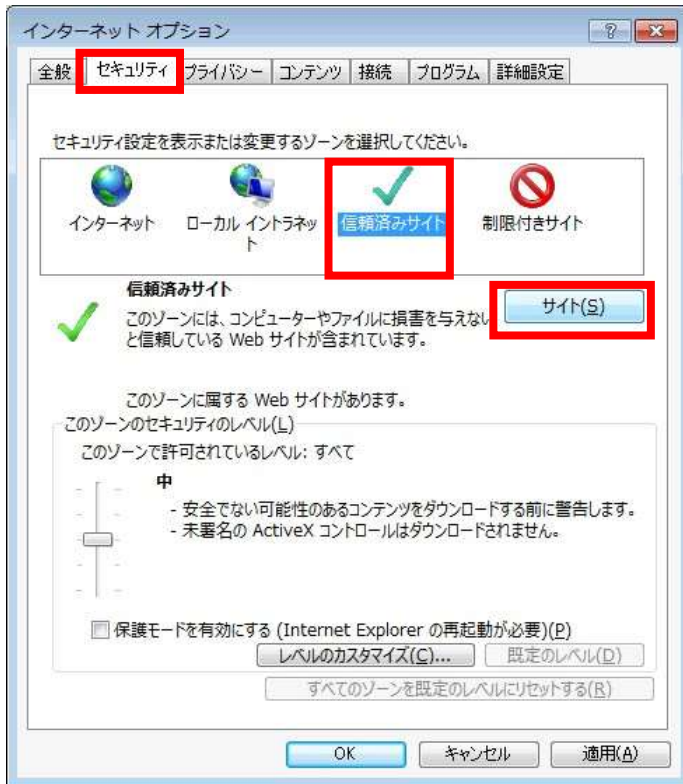 インターネット オプション
全般 セキュリティ プライバシー コンテンツ 接続 プログラム 詳細設定
セキュリティ設定を表示または変更するゾーンを選択してください。
インターネット
ローカル イントラネッ
ト
信頼済みサイト
制限付きサイト
信頼済みサイト
サイト(S)
このゾーンには、コンピューターやファイルに損害を与えない
と信頼している Web サイトが含まれています。
このゾーンに属する Web サイトがあります。
このゾーンのセキュリティのレベル(L)
このゾーンで許可されているレベル: すべて
中
- 安全でない可能性のあるコンテンツをダウンロードする前に警告します。
- 未署名の ActiveX コントロールはダウンロードされません。
保護モードを有効にする (Internet Explorer の再起動が必要)(P)
レベルのカスタマイズ(C)... 既定のレベル(D)
すべてのゾーンを既定のレベルにリセットする(R)
OK キャンセル 適用(A)